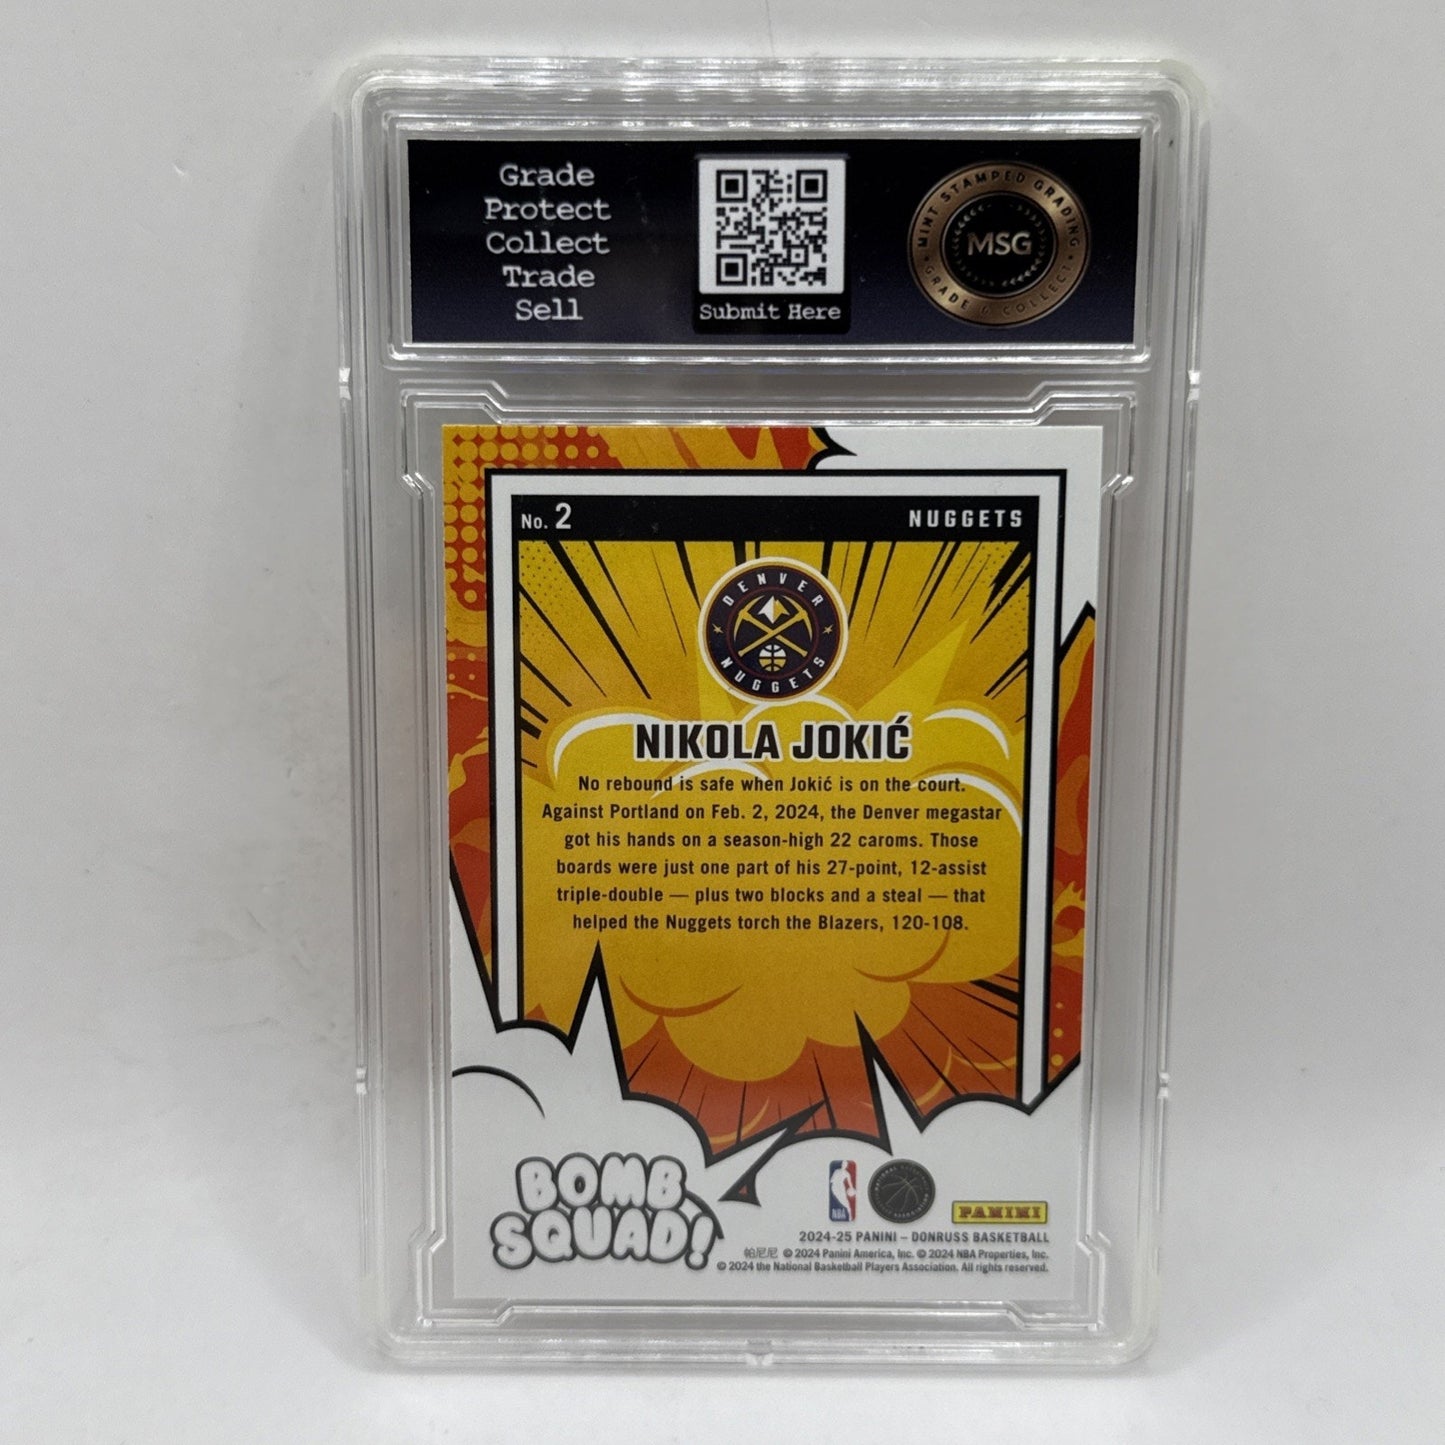 Grade
Protect
Collect
Trade
Sell
Submit Here
MINT STAMPED GRADING
MSG
GRADE & COLLECT
No. 2
NUGGETS
DENVER
NUGGETS
NIKOLA JOKIĆ
No rebound is safe when Jokić is on the court.
Against Portland on Feb. 2, 2024, the Denver megastar
got his hands on a season-high 22 caroms. Those
boards were just one part of his 27-point, 12-assist
triple-double — plus two blocks and a steal — that
helped the Nuggets torch the Blazers, 120-108.
BOMB
SQUAD!
NBA
PANINI
2024-25 PANINI – DONRUSS BASKETBALL
帕尼尼 © 2024 Panini America, Inc. © 2024 NBA Properties, Inc.
© 2024 the National Basketball Players Association. All rights reserved.